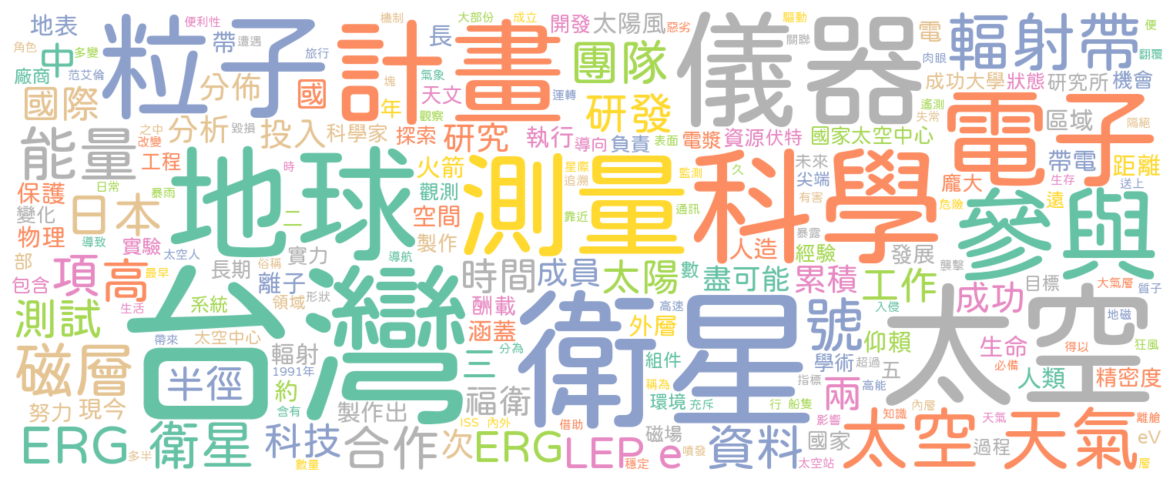 地表
角色
廠商
中
多變
范艾倫
便利性
帶
遭遇
粒子
旅行
國際
分佈
國
機制
塊
大部份
氣象
成立
計畫
長
年
天文
觀察
運轉
開發
太陽風
惡劣
團隊
研發
儀器
驅動
關聯
電
肉眼
輻射帶
便
翻覆
成功大學
狀態
研究所
機會
遙測
失常
隔絕
能量
之中
改變
工程
分析
毀損
投入
科學家
探索
研究
執行
導向
負責
表面
電漿
資源
伏特
國家太空中心
電子
區域
帶電
距離
保護
日常
暴雨
變化
日本
物理
導致
太空人
實驗
部
地球
時
二
火箭
觀測
空間
導航
製作
測量
星際
追溯
監測
靠近
久
通訊
科學
未來
尖端
有害
暴露
人造
經驗
發展
龐大
生存
送上
遠
危險
參與
襲擊
包含
項
高
最早
生活
長期
俗稱
離子
實力
領域
形狀
系統
測試
太空中心
時間
成員
太陽
數
盡可能
累積
工作
目標
成功
大氣層
質子
酬載
涵蓋
高速
外層
入侵
地磁
台灣
衛星
號
仰賴
太空
得以
狂風
生命
必備
磁層
半徑
帶來
輻射
1991年
約
三
分為
組件
學術
超過
五
人類
精密度
努力
現今
含有
製作出
福衛
稱為
環境
充斥
指標
行
船隻
兩
高能
內層
ERG 衛星
多半
科技
數量
合作
ISS
內外
次
借助
ERG
LEP e
穩定
磁場
噴發
資料
影響
太空站
國家
知識
太空天氣
天氣
過程
離艙
eV
層